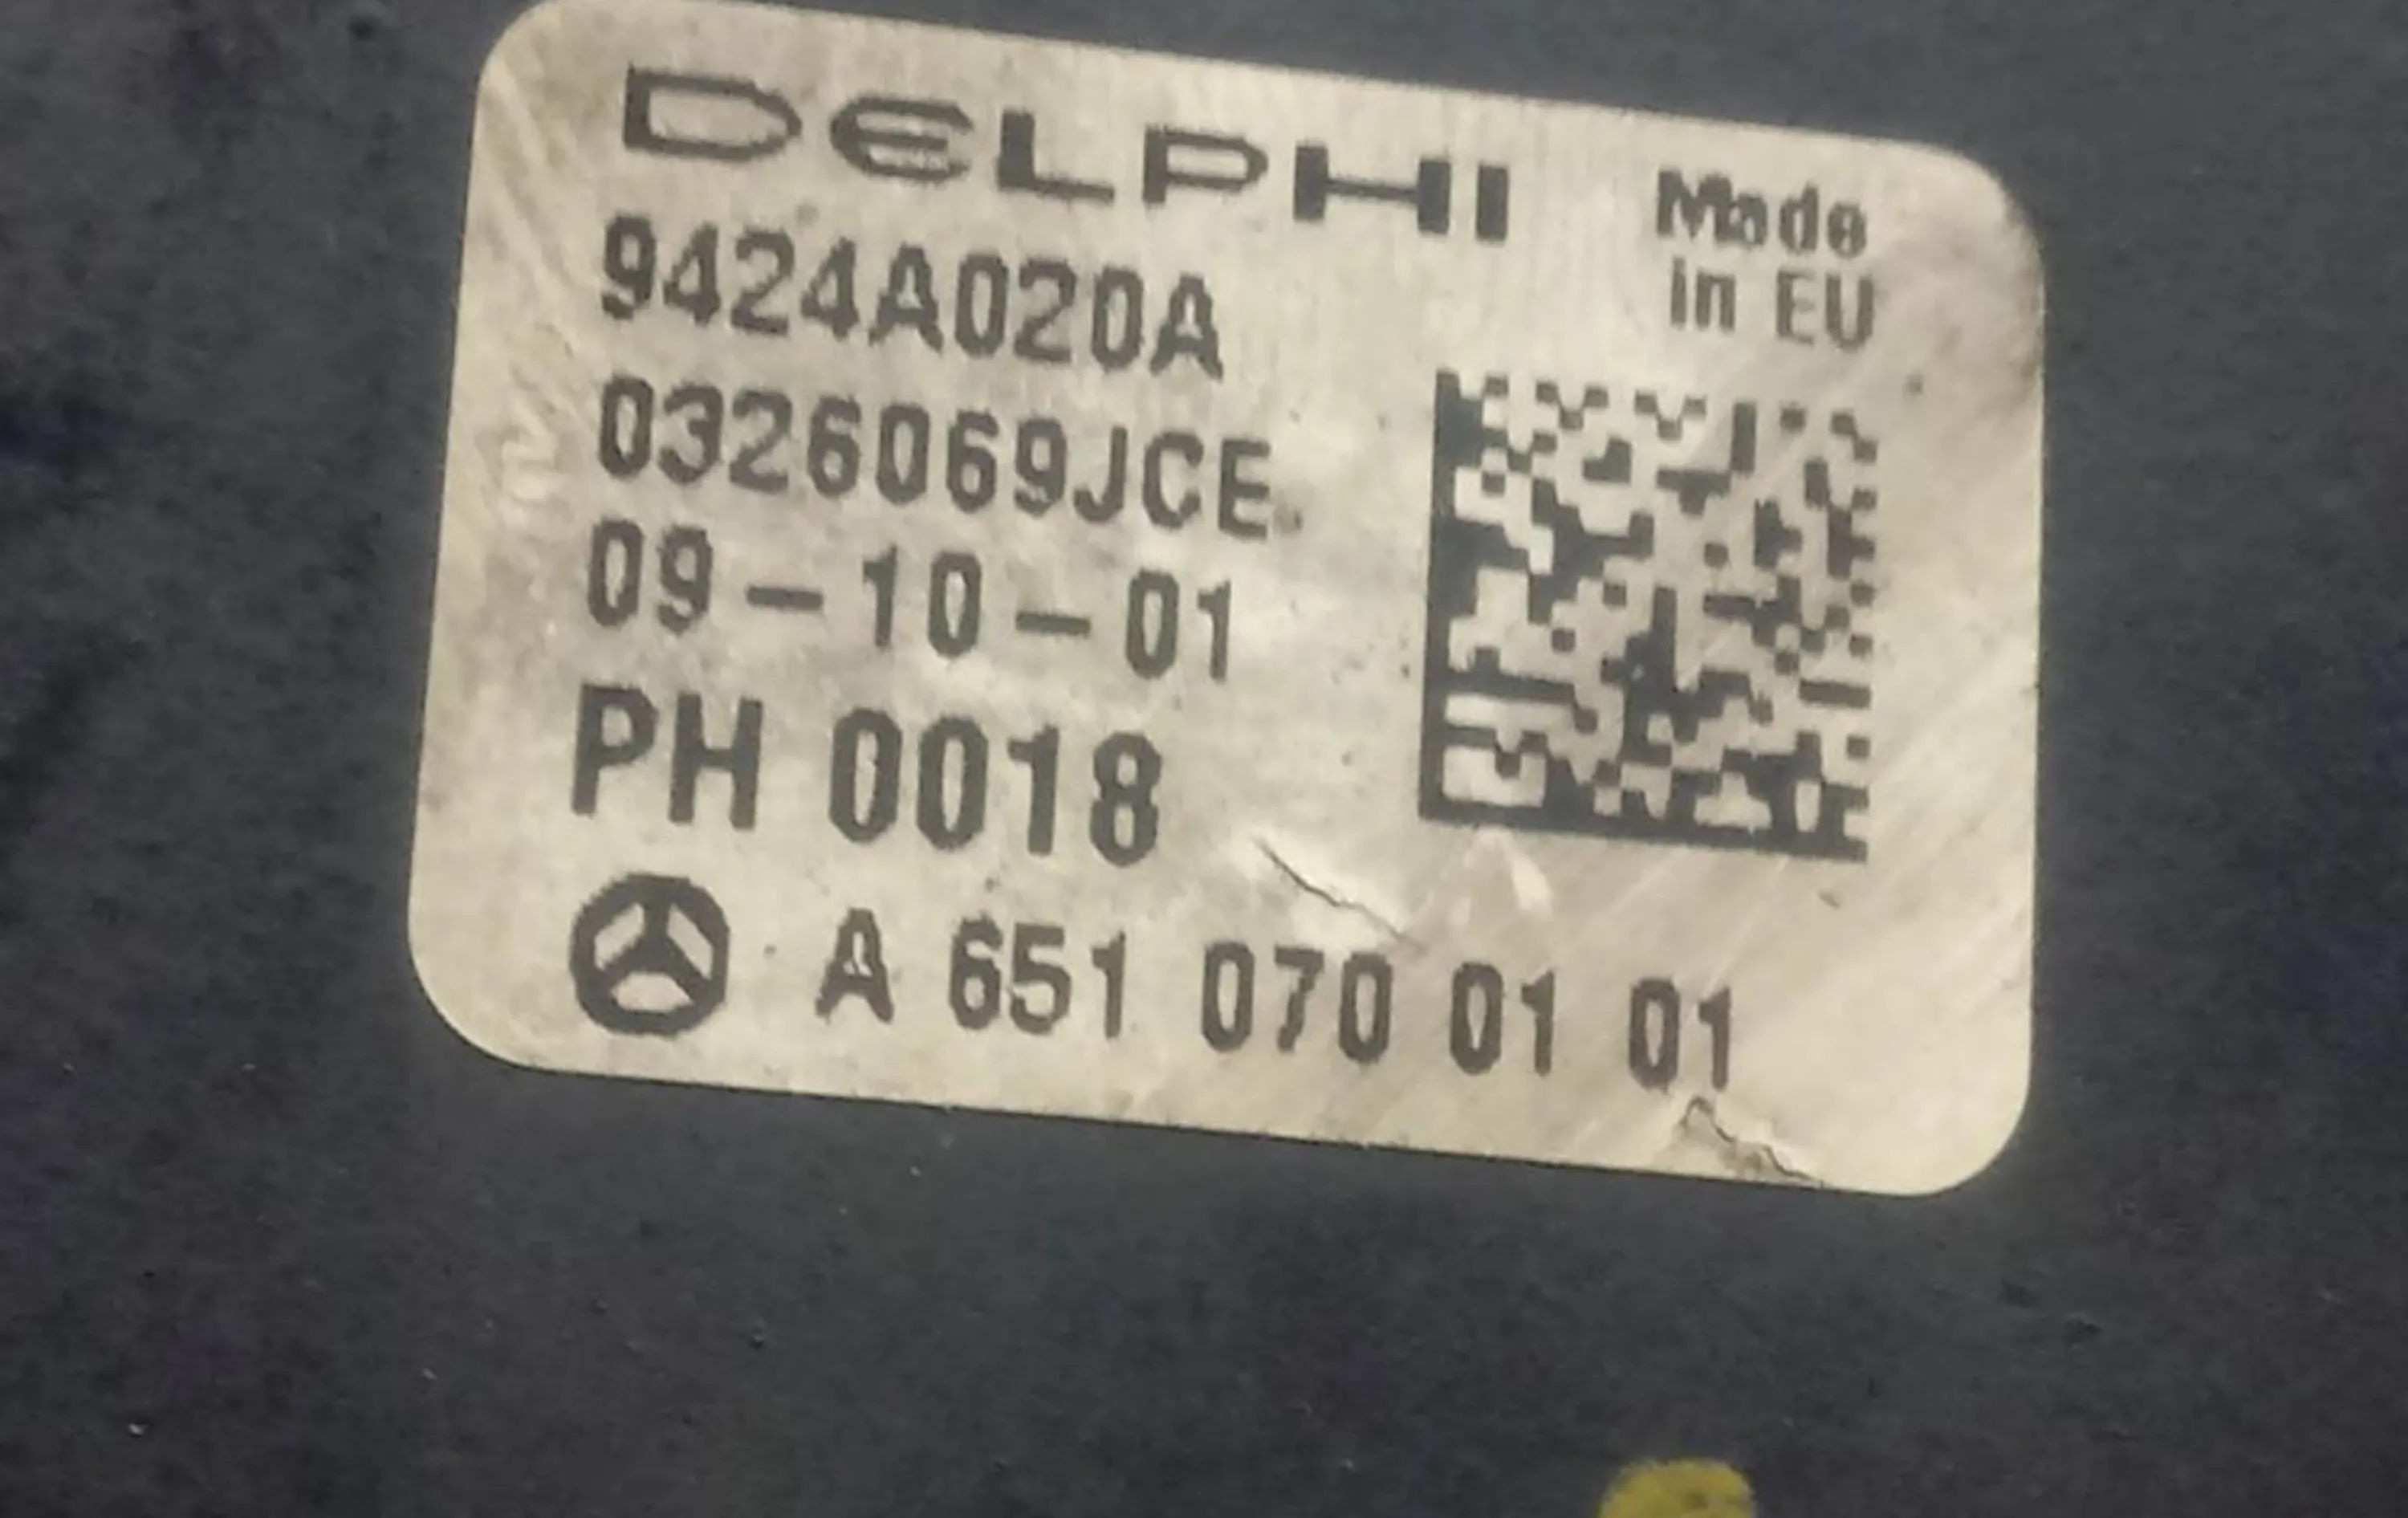 DELPHI
Made
in EU
9424A020A
0326069JCE
09-10-01
PH 0018
A 651 070 01 01